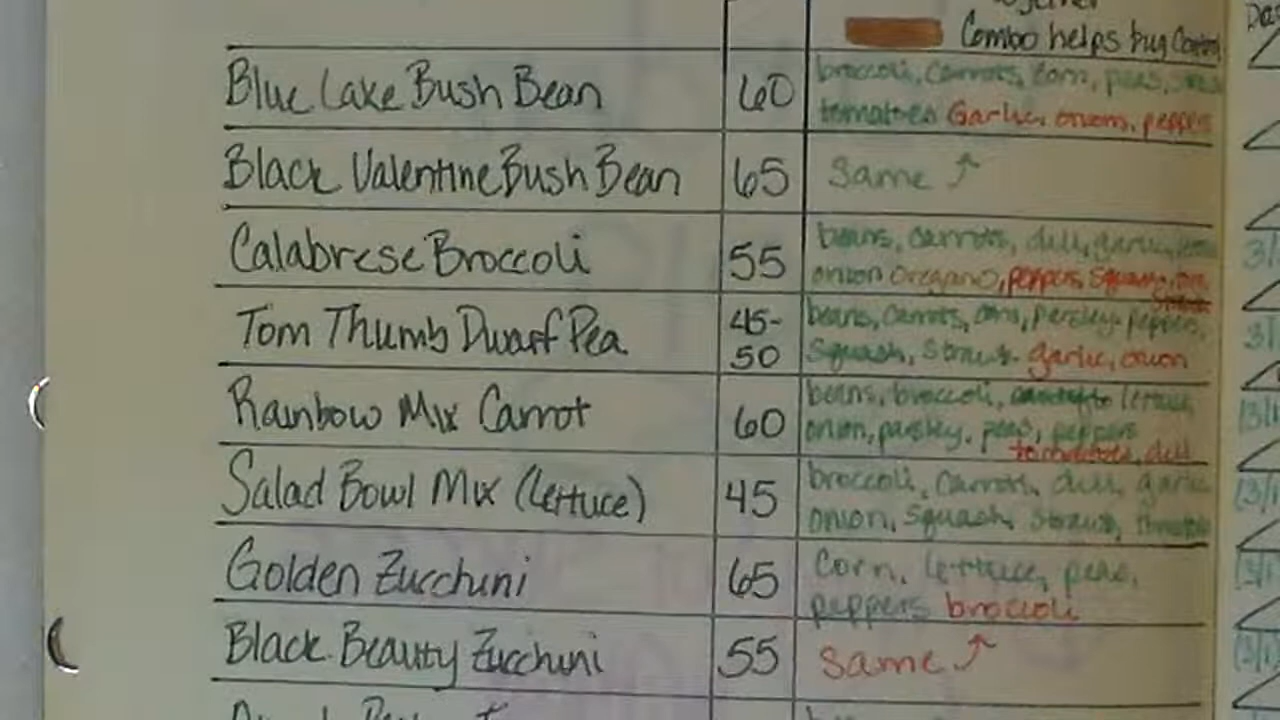 Combo helps bug Control
Blue Lake Bush Bean 60 broccoli, carrots, corn, peas,
tomatoes Garlic, onions, peppers
Black Valentine Bush Bean 65 Same ↑
Calabrese Broccoli 55 beans, carrots, dill, garlic,
onion Oregano, peppers, Squash,
Tom Thumb Dwarf Pea 45-50 beans, carrots, corn, parsley, peppers,
Squash, Strawb. garlic, onion
Rainbow Mix Carrot 60 beans, broccoli, lettuce,
onion, parsley, peas, peppers
tomatoes, dill
Salad Bowl Mix (Lettuce) 45 broccoli, Carrots, dill, garlic
onion, Squash, Strawb,
Golden Zucchini 65 Corn, lettuce, peas,
peppers broccoli
Black Beauty Zucchini 55 Same ↑